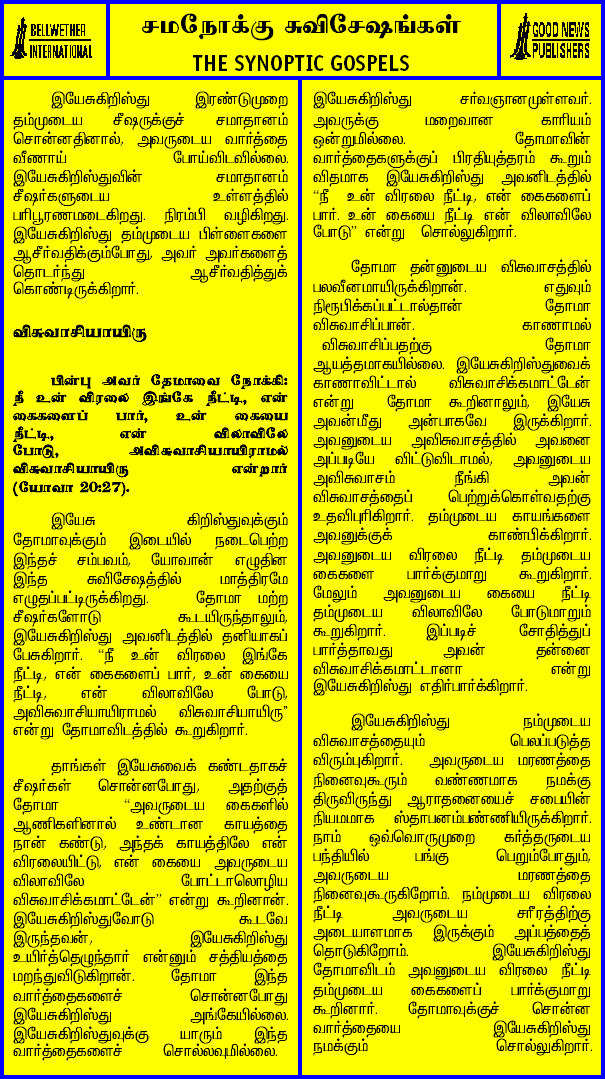 BELLWETHER
INTERNATIONAL
சமநோக்கு சுவிசேஷங்கள்
THE SYNOPTIC GOSPELS
GOOD NEWS
PUBLISHERS
இயேசுகிறிஸ்து இரண்டுமுறை
தம்முடைய சீஷருக்குச் சமாதானம்
சொன்னதினால், அவருடைய வார்த்தை
வீணாய் போய்விடவில்லை.
இயேசுகிறிஸ்துவின் சமாதானம்
சீஷர்களுடைய உள்ளத்தில்
பரிபூரணமடைகிறது. நிரம்பி வழிகிறது.
இயேசுகிறிஸ்து தம்முடைய பிள்ளைகளை
ஆசீர்வதிக்கும்போது, அவர் அவர்களைத்
தொடர்ந்து ஆசீர்வதித்துக்
கொண்டிருக்கிறார்.
விசுவாசியாயிரு
பின்பு அவர் தேமாவை நோக்கி:
நீ உன் விரலை இங்கே நீட்டி, என்
கைகளைப் பார், உன் கையை
நீட்டி, என் விலாவிலே
போடு, அவிசுவாசியாயிராமல்
விசுவாசியாயிரு என்றார்
(யோவா 20:27).
இயேசு கிறிஸ்துவுக்கும்
தோமாவுக்கும் இடையில் நடைபெற்ற
இந்தச் சம்பவம், யோவான் எழுதின
இந்த சுவிசேஷத்தில் மாத்திரமே
எழுதப்பட்டிருக்கிறது. தோமா மற்ற
சீஷர்களோடு கூடயிருந்தாலும்,
இயேசுகிறிஸ்து அவனிடத்தில் தனியாகப்
பேசுகிறார். “நீ உன் விரலை இங்கே
நீட்டி, என் கைகளைப் பார், உன் கையை
நீட்டி, என் விலாவிலே போடு,
அவிசுவாசியாயிராமல் விசுவாசியாயிரு”
என்று தோமாவிடத்தில் கூறுகிறார்.
தாங்கள் இயேசுவைக் கண்டதாகச்
சீஷர்கள் சொன்னபோது, அதற்குத்
தோமா “அவருடைய கைகளில்
ஆணிகளினால் உண்டான காயத்தை
நான் கண்டு, அந்தக் காயத்திலே என்
விரலையிட்டு, என் கையை அவருடைய
விலாவிலே போட்டாலொழிய
விசுவாசிக்கமாட்டேன்” என்று கூறினான்.
இயேசுகிறிஸ்துவோடு கூடவே
இருந்தவன், இயேசுகிறிஸ்து
உயிர்த்தெழுந்தார் என்னும் சத்தியத்தை
மறந்துவிடுகிறான். தோமா இந்த
வார்த்தைகளைச் சொன்னபோது
இயேசுகிறிஸ்து அங்கேயில்லை.
இயேசுகிறிஸ்துவுக்கு யாரும் இந்த
வார்த்தைகளைச் சொல்லவுமில்லை.
இயேசுகிறிஸ்து சர்வஞானமுள்ளவர்.
அவருக்கு மறைவான காரியம்
ஒன்றுமில்லை. தோமாவின்
வார்த்தைகளுக்குப் பிரதியுத்தரம் கூறும்
விதமாக இயேசுகிறிஸ்து அவனிடத்தில்
“நீ உன் விரலை நீட்டி, என் கைகளைப்
பார். உன் கையை நீட்டி என் விலாவிலே
போடு” என்று சொல்லுகிறார்.
தோமா தன்னுடைய விசுவாசத்தில்
பலவீனமாயிருக்கிறான். எதுவும்
நிரூபிக்கப்பட்டால்தான் தோமா
விசுவாசிப்பான். காணாமல்
விசுவாசிப்பதற்கு தோமா
ஆயத்தமாகயில்லை. இயேசுகிறிஸ்துவைக்
காணாவிட்டால் விசுவாசிக்கமாட்டேன்
என்று தோமா கூறினாலும், இயேசு
அவன்மீது அன்பாகவே இருக்கிறார்.
அவனுடைய அவிசுவாசத்தில் அவனை
அப்படியே விட்டுவிடாமல், அவனுடைய
அவிசுவாசம் நீங்கி அவன்
விசுவாசத்தைப் பெற்றுக்கொள்வதற்கு
உதவிபுரிகிறார். தம்முடைய காயங்களை
அவனுக்குக் காண்பிக்கிறார்.
அவனுடைய விரலை நீட்டி தம்முடைய
கைகளை பார்க்குமாறு கூறுகிறார்.
மேலும் அவனுடைய கையை நீட்டி
தம்முடைய விலாவிலே போடுமாறும்
கூறுகிறார். இப்படிச் சோதித்துப்
பார்த்தாவது அவன் தன்னை
விசுவாசிக்கமாட்டானா என்று
இயேசுகிறிஸ்து எதிர்பார்க்கிறார்.
இயேசுகிறிஸ்து நம்முடைய
விசுவாசத்தையும் பெலப்படுத்த
விரும்புகிறார். அவருடைய மரணத்தை
நினைவுகூரும் வண்ணமாக நமக்கு
திருவிருந்து ஆராதனையைச் சபையின்
நியமமாக ஸ்தாபனம்பண்ணியிருக்கிறார்.
நாம் ஒவ்வொருமுறை கர்த்தருடைய
பந்தியில் பங்கு பெறும்போதும்,
அவருடைய மரணத்தை
நினைவுகூருகிறோம். நம்முடைய விரலை
நீட்டி அவருடைய சரீரத்திற்கு
அடையாளமாக இருக்கும் அப்பத்தைத்
தொடுகிறோம். இயேசுகிறிஸ்து
தோமாவிடம் அவனுடைய விரலை நீட்டி
தம்முடைய கைகளைப் பார்க்குமாறு
கூறினார். தோமாவுக்குச் சொன்ன
வார்த்தையை இயேசுகிறிஸ்து
நமக்கும் சொல்லுகிறார்.